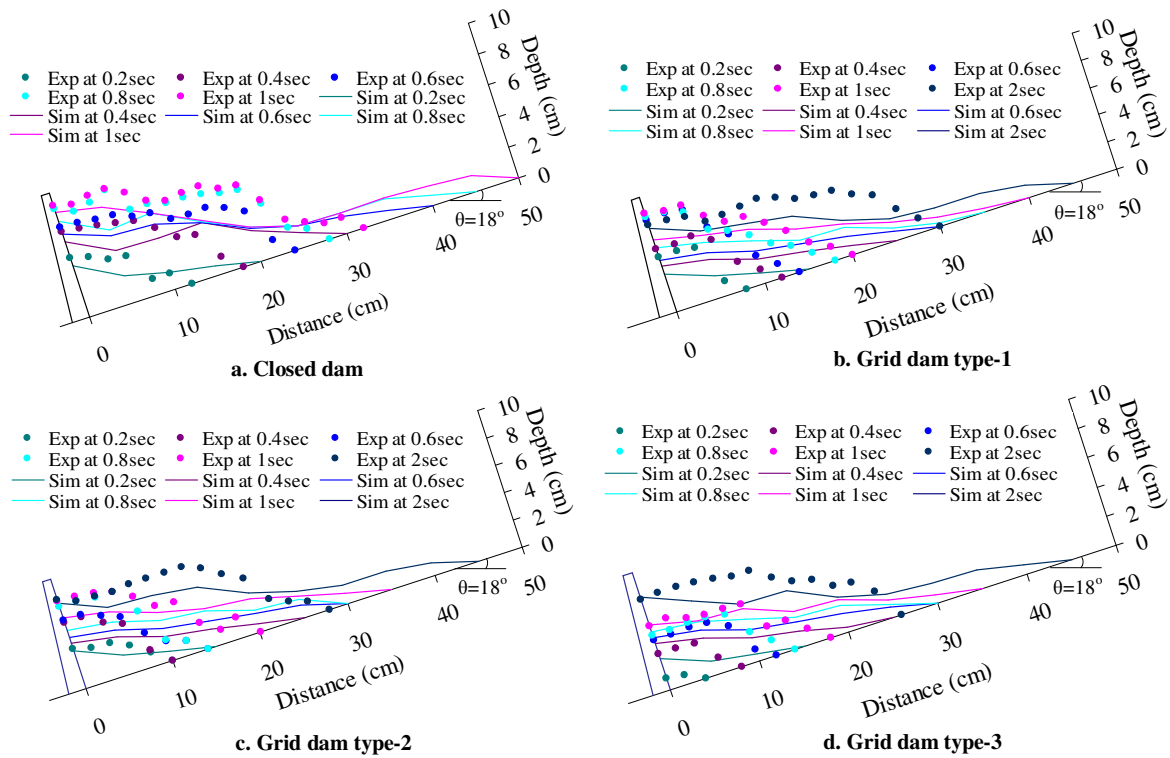 10
8
6
4
2
0
Depth (cm)
Exp at 0.2sec Exp at 0.4sec Exp at 0.6sec
Exp at 0.8sec Exp at 1sec Sim at 0.2sec
Sim at 0.4sec Sim at 0.6sec Sim at 0.8sec
Sim at 1sec
θ=18°
0 10 20 30 40 50
Distance (cm)
a. Closed dam
10
8
6
4
2
0
Depth (cm)
Exp at 0.2sec Exp at 0.4sec Exp at 0.6sec
Exp at 0.8sec Exp at 1sec Exp at 2sec
Sim at 0.2sec Sim at 0.4sec Sim at 0.6sec
Sim at 0.8sec Sim at 1sec Sim at 2sec
θ=18°
0 10 20 30 40 50
Distance (cm)
b. Grid dam type-1
10
8
6
4
2
0
Depth (cm)
Exp at 0.2sec Exp at 0.4sec Exp at 0.6sec
Exp at 0.8sec Exp at 1sec Exp at 2sec
Sim at 0.2sec Sim at 0.4sec Sim at 0.6sec
Sim at 0.8sec Sim at 1sec Sim at 2sec
θ=18°
0 10 20 30 40 50
Distance (cm)
c. Grid dam type-2
10
8
6
4
2
0
Depth (cm)
Exp at 0.2sec Exp at 0.4sec Exp at 0.6sec
Exp at 0.8sec Exp at 1sec Exp at 2sec
Sim at 0.2sec Sim at 0.4sec Sim at 0.6sec
Sim at 0.8sec Sim at 1sec Sim at 2sec
θ=18°
0 10 20 30 40 50
Distance (cm)
d. Grid dam type-3